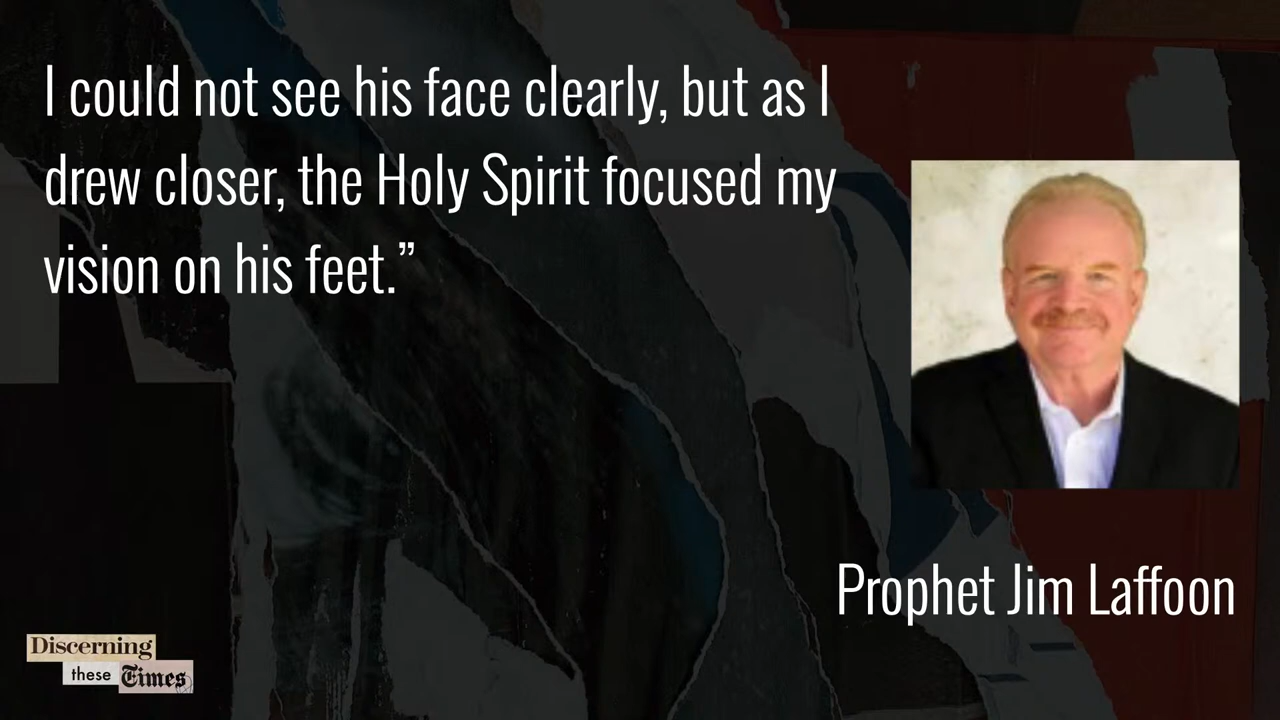 I could not see his face clearly, but as I
drew closer, the Holy Spirit focused my
vision on his feet.”
Prophet Jim Laffoon
Discerning
these Times